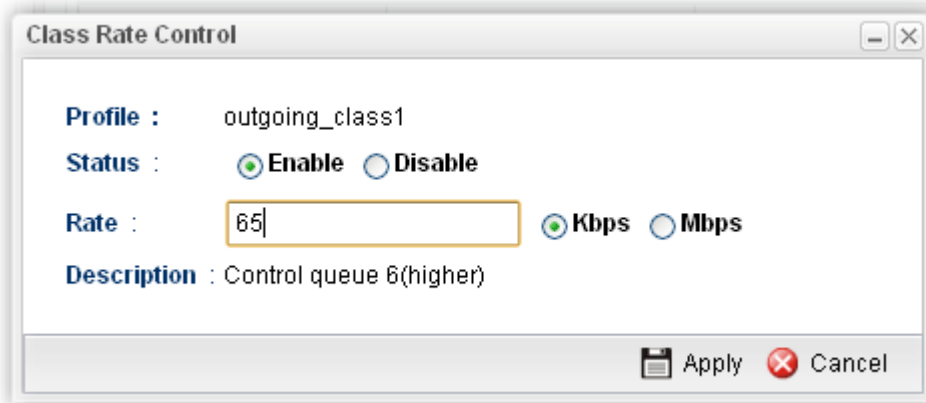 Class Rate Control
Profile : outgoing_class1
Status : Enable Disable
Rate : 65 Kbps Mbps
Description : Control queue 6(higher)
Apply Cancel